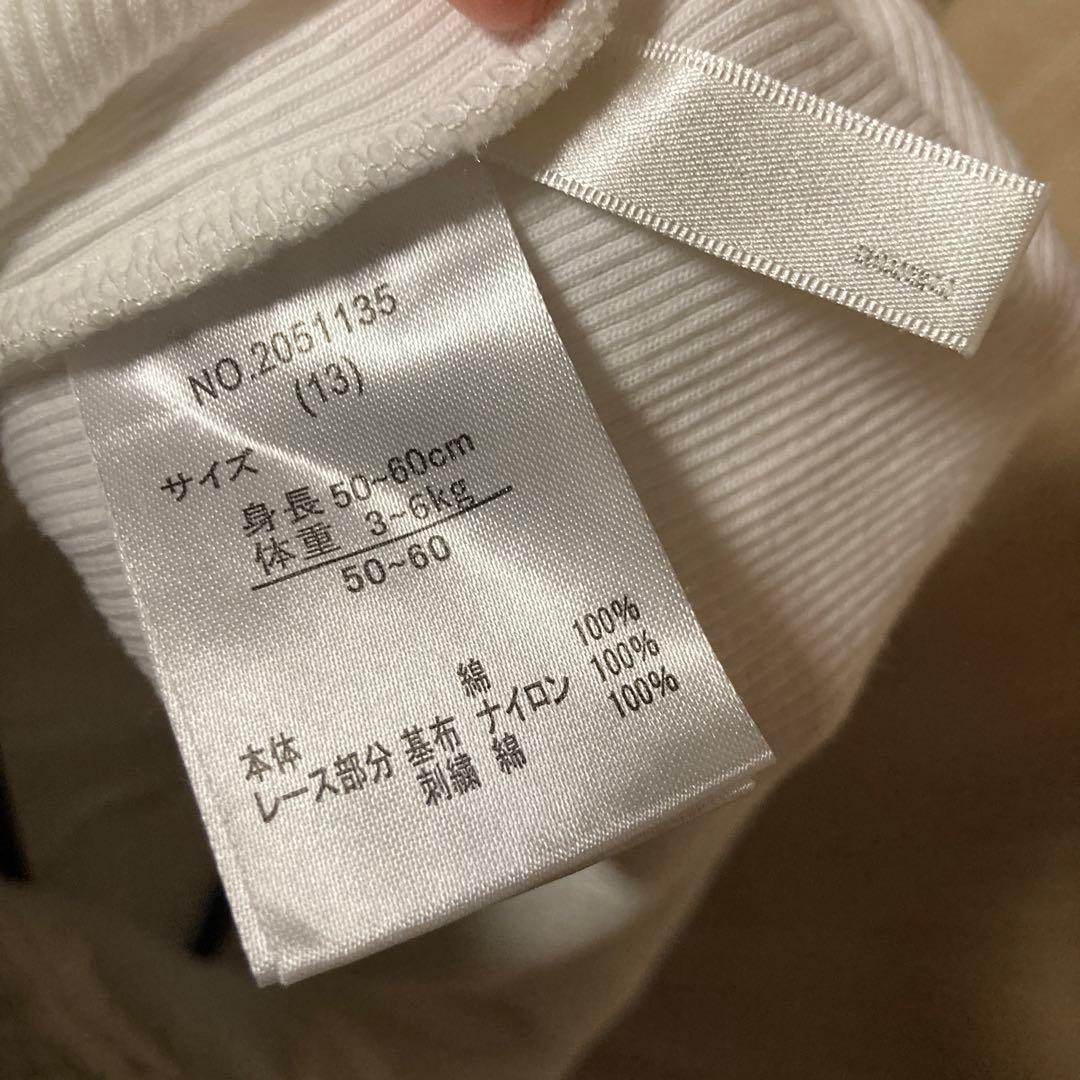 NO.2051135
(13)
サイズ
身長 50~60cm
体重 3~6kg
50~60
本体 綿 100%
レース部分 基布 ナイロン 100%
刺繍 綿 100%